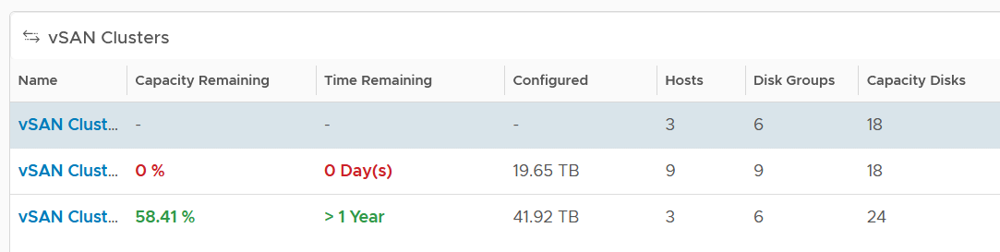 vSAN Clusters
Name Capacity Remaining Time Remaining Configured Hosts Disk Groups Capacity Disks
vSAN Clust... - - - 3 6 18
vSAN Clust... 0 % 0 Day(s) 19.65 TB 9 9 18
vSAN Clust... 58.41 % > 1 Year 41.92 TB 3 6 24